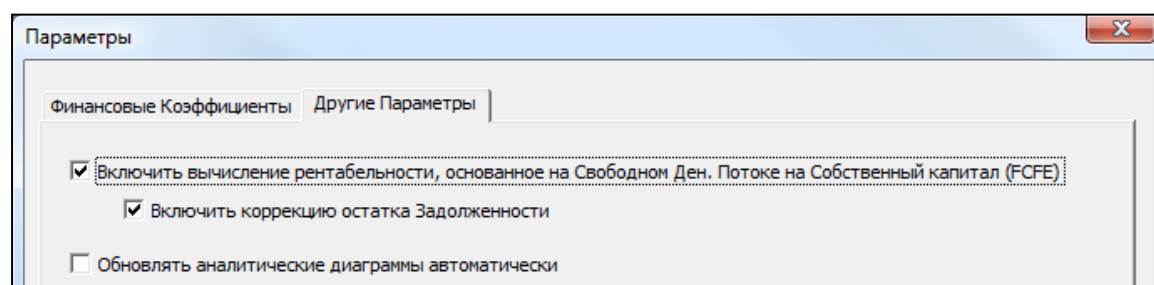 Параметры
Финансовые Коэффициенты Другие Параметры
Включить вычисление рентабельности, основанное на Свободном Ден. Потоке на Собственный капитал (FCFE)
Включить коррекцию остатка Задолженности
Обновлять аналитические диаграммы автоматически